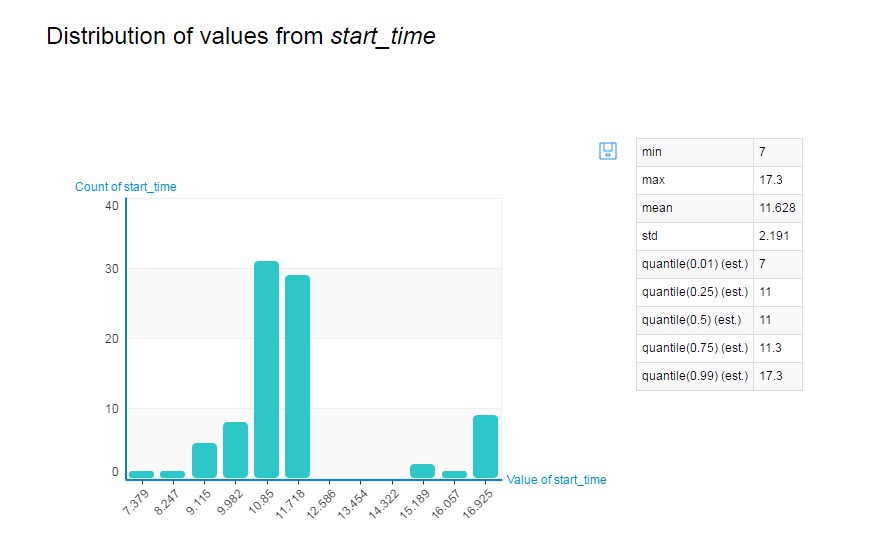 Distribution of values from start_time
Count of start_time
40
30
20
10
0
7.379
8.247
9.115
9.982
10.85
11.718
12.586
13.454
14.322
15.189
16.057
16.925
Value of start_time
min 7
max 17.3
mean 11.628
std 2.191
quantile(0.01) (est.) 7
quantile(0.25) (est.) 11
quantile(0.5) (est.) 11
quantile(0.75) (est.) 11.3
quantile(0.99) (est.) 17.3